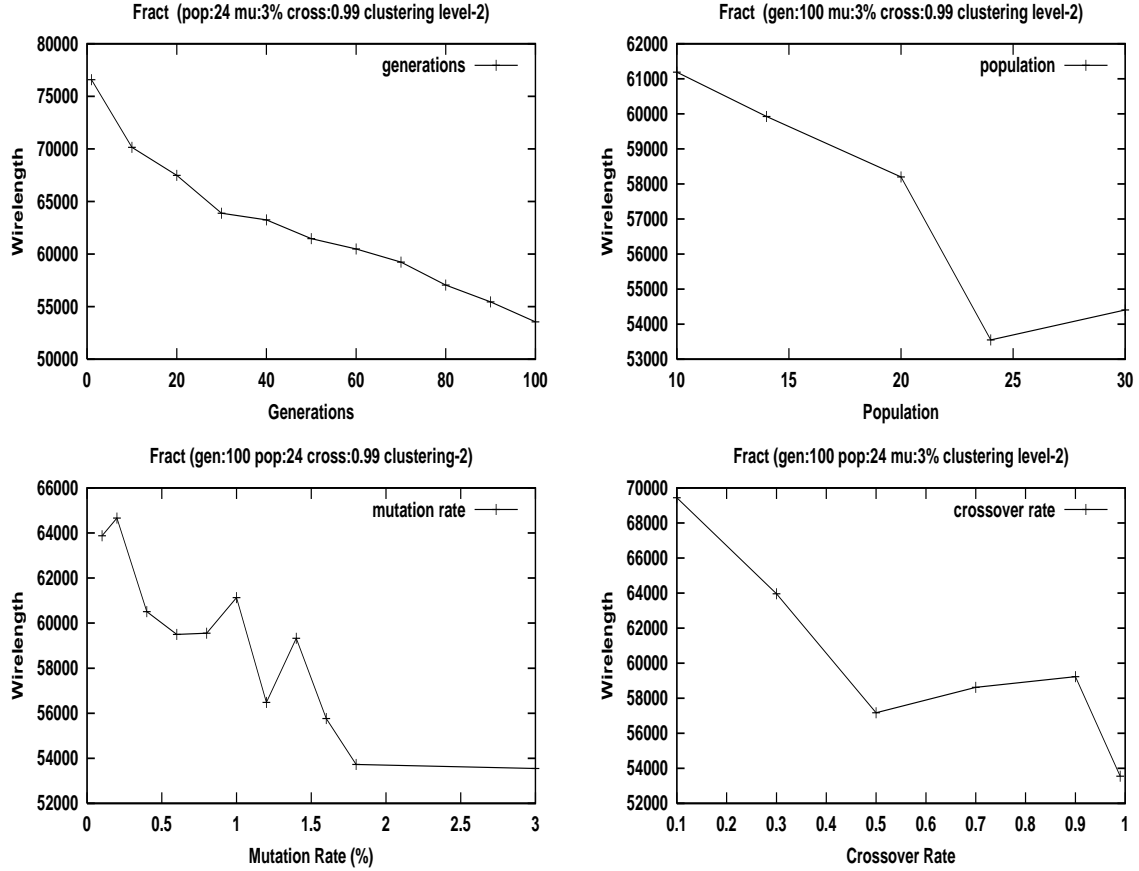 Fract (pop:24 mu:3% cross:0.99 clustering level-2)
80000
75000
70000
65000
60000
55000
50000
Wirelength
generations
0 20 40 60 80 100
Generations
Fract (gen:100 mu:3% cross:0.99 clustering level-2)
62000
61000
60000
59000
58000
57000
56000
55000
54000
53000
Wirelength
population
10 15 20 25 30
Population
Fract (gen:100 pop:24 cross:0.99 clustering-2)
66000
64000
62000
60000
58000
56000
54000
52000
Wirelength
mutation rate
0 0.5 1 1.5 2 2.5 3
Mutation Rate (%)
Fract (gen:100 pop:24 mu:3% clustering level-2)
70000
68000
66000
64000
62000
60000
58000
56000
54000
52000
Wirelength
crossover rate
0.1 0.2 0.3 0.4 0.5 0.6 0.7 0.8 0.9 1
Crossover Rate